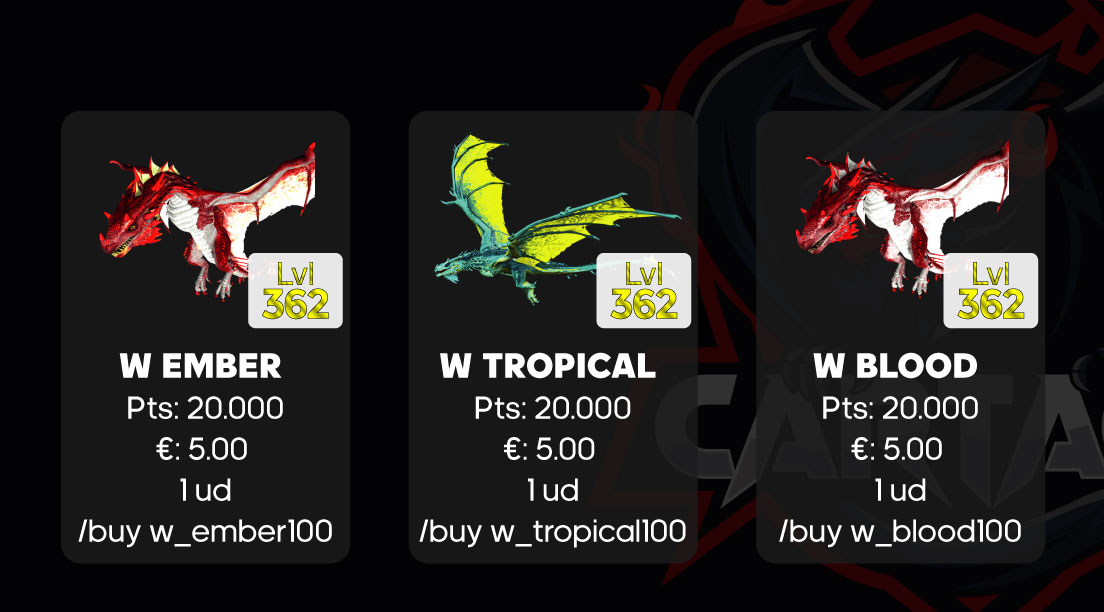 Lvl
362
W EMBER
Pts: 20.000
€: 5.00
1 ud
/buy w_ember100
Lvl
362
W TROPICAL
Pts: 20.000
€: 5.00
1 ud
/buy w_tropical100
Lvl
362
W BLOOD
Pts: 20.000
€: 5.00
1 ud
/buy w_blood100